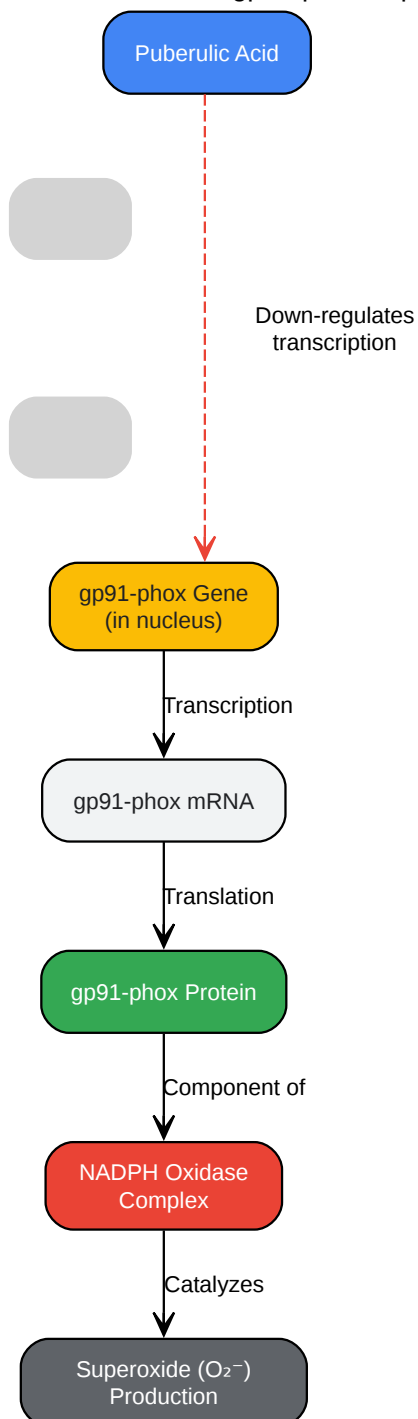 Puberulic Acid
Down-regulates
transcription
gp91-phox Gene
(in nucleus)
Transcription
gp91-phox mRNA
Translation
gp91-phox Protein
Component of
NADPH Oxidase
Complex
Catalyzes
Superoxide (O₂⁻)
Production